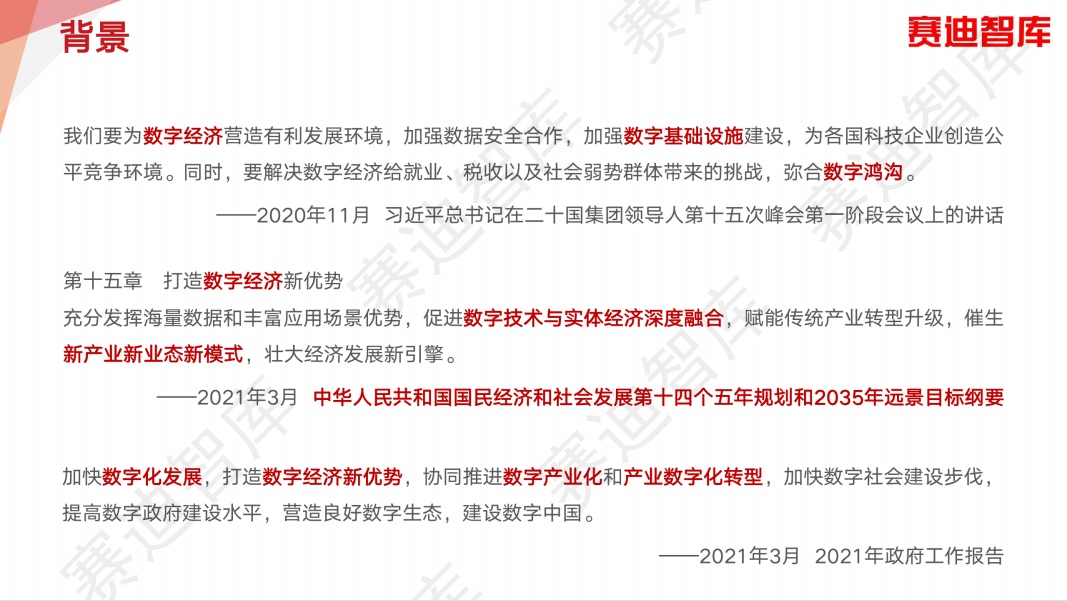 背景
赛迪智库
我们要为数字经济营造有利发展环境，加强数据安全合作，加强数字基础设施建设，为各国科技企业创造公
平竞争环境。同时，要解决数字经济给就业、税收以及社会弱势群体带来的挑战，弥合数字鸿沟。
——2020年11月 习近平总书记在二十国集团领导人第十五次峰会第一阶段会议上的讲话
第十五章 打造数字经济新优势
充分发挥海量数据和丰富应用场景优势，促进数字技术与实体经济深度融合，赋能传统产业转型升级，催生
新产业新业态新模式，壮大经济发展新引擎。
——2021年3月 中华人民共和国国民经济和社会发展第十四个五年规划和2035年远景目标纲要
加快数字化发展，打造数字经济新优势，协同推进数字产业化和产业数字化转型，加快数字社会建设步伐，
提高数字政府建设水平，营造良好数字生态，建设数字中国。
——2021年3月 2021年政府工作报告
赛迪智库
赛迪智库
赛迪智库
赛迪智库